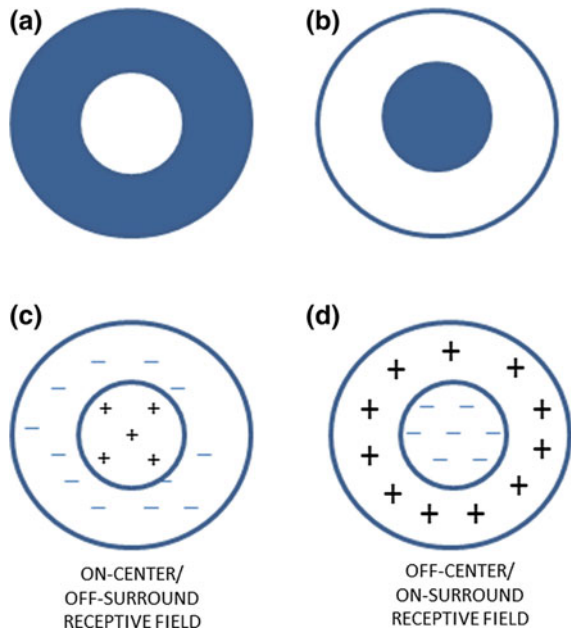 (a)
(b)
(c)
(d)
ON-CENTER/
OFF-SURROUND
RECEPTIVE FIELD
OFF-CENTER/
ON-SURROUND
RECEPTIVE FIELD